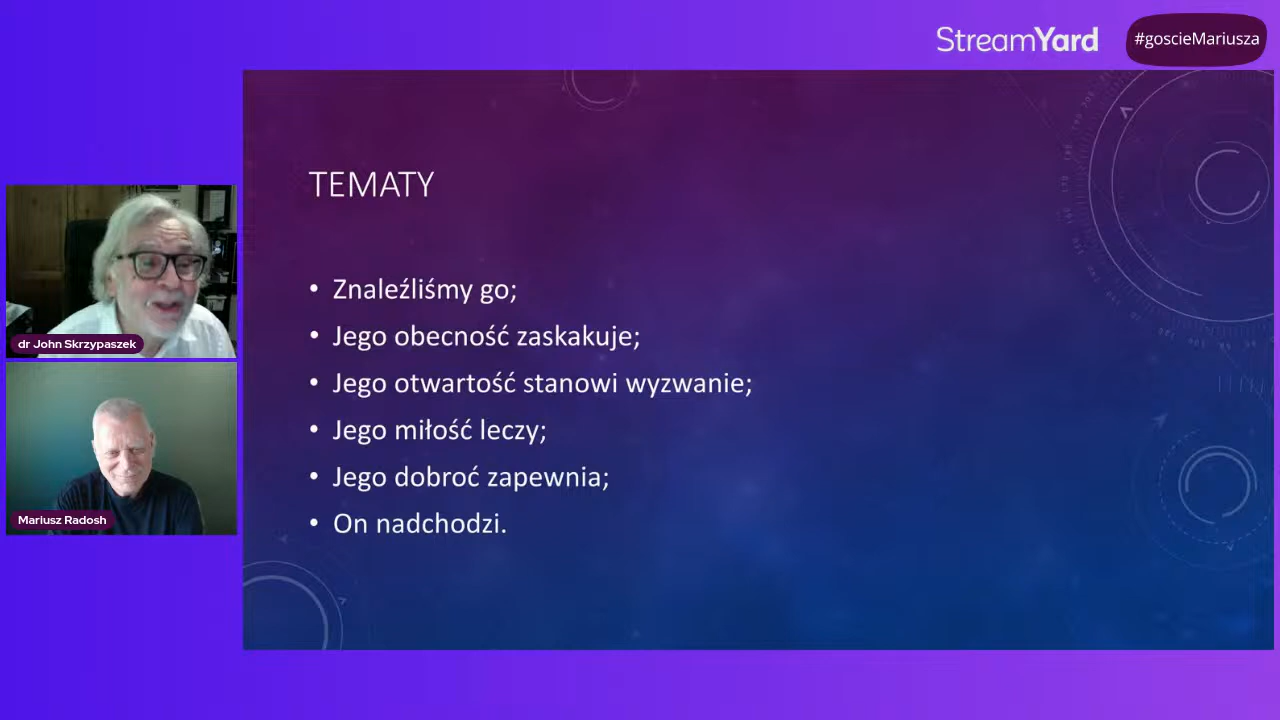 StreamYard
#goscieMariusza
TEMATY
• Znaleźliśmy go;
• Jego obecność zaskakuje;
• Jego otwartość stanowi wyzwanie;
• Jego miłość leczy;
• Jego dobroć zapewnia;
• On nadchodzi.
dr John Skrzypaszek
Mariusz Radosh